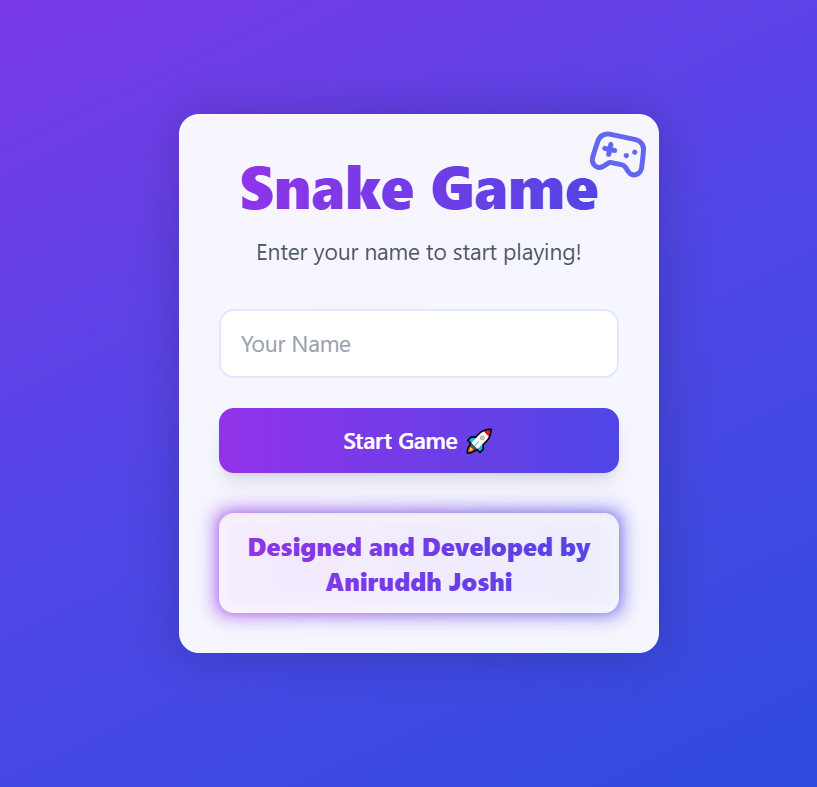 Snake Game
Enter your name to start playing!
Your Name
Start Game 🚀
Designed and Developed by
Aniruddh Joshi